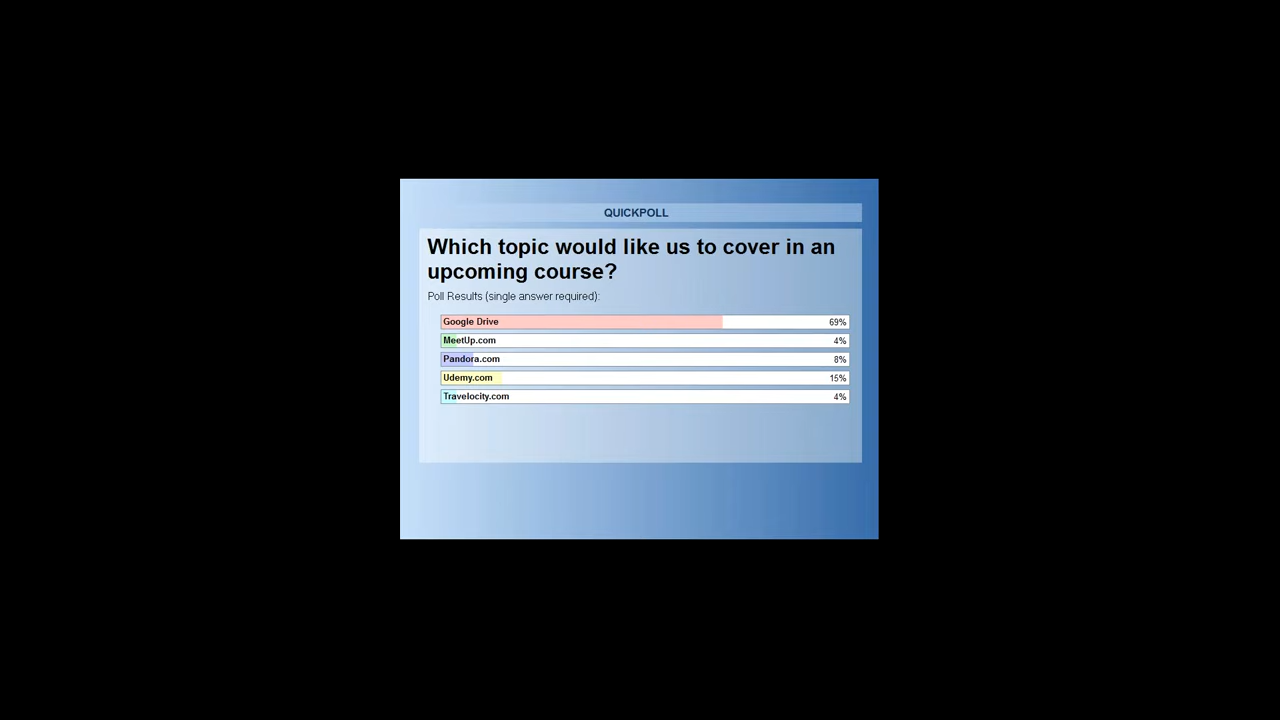 QUICKPOLL
Which topic would like us to cover in an
upcoming course?
Poll Results (single answer required):
Google Drive 69%
MeetUp.com 4%
Pandora.com 8%
Udemy.com 15%
Travelocity.com 4%